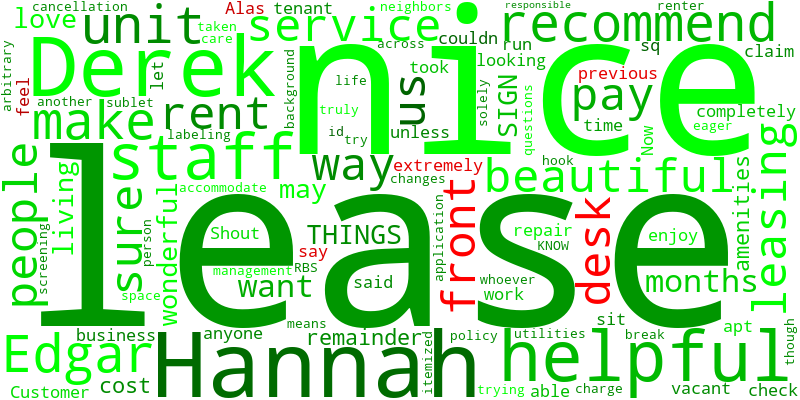 cancellation
Alas
tenant
neighbors
responsible
love
unit
taken
care
service
across
couldn
recommend
renter
arbitrary
feel
Derek
let
background
nice
run
sq
claim
looking
previous
another
sublet
life
took
us
solely
SIGN
questions
pay
completely
make
rent
truly
labeling
id
try
unless
time
Now
eager
people
staff
way
extremely
hook
beautiful
amenities
leasing
living
sure
wonderful
accommodate
may
changes
front
desk
lease
screening
person
Shout
THINGS
say
application
repair
KNOW
enjoy
space
management
RBS
want
said
whoever
work
months
Edgar
business
Hannah
anyone
means
remainder
itemized
policy
utilities
sit
break
apt
though
helpful
Customer
cost
trying
able
charge
vacant
check